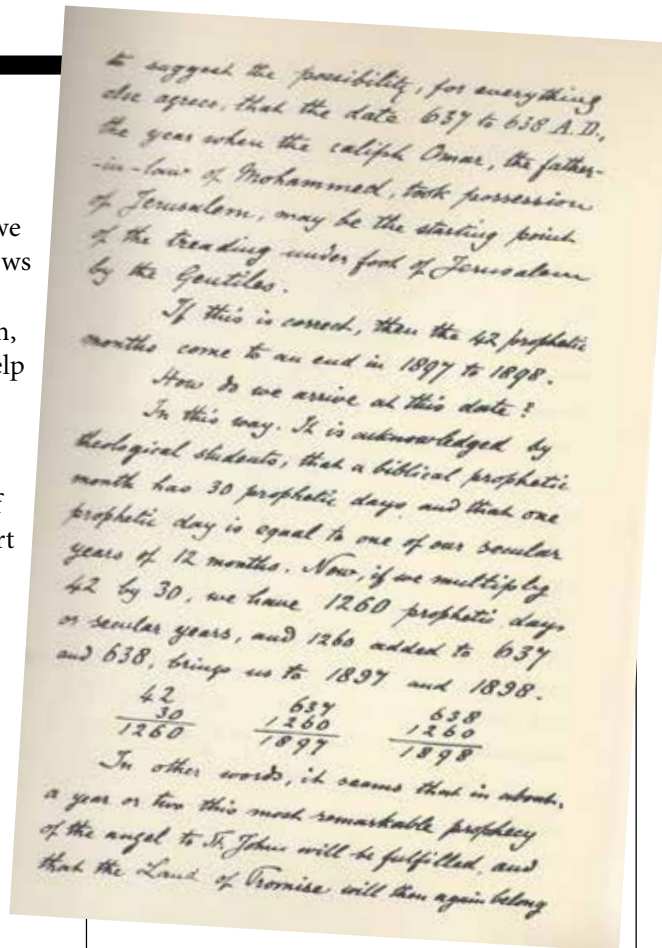 we
ws
n,
elp
f
rt
to suggest the possibility, for everything
else agrees, that the date 637 to 638 A.D.,
the year when the caliph Omar, the father-
-in-law of Mohammed, took possession
of Jerusalem, may be the starting point
of the treading under foot of Jerusalem
by the Gentiles.
If this is correct, then the 42 prophetic
months come to an end in 1897 to 1898.
How do we arrive at this date?
In this way. It is acknowledged by
theological students, that a biblical prophetic
month has 30 prophetic days and that one
prophetic day is equal to one of our secular
years of 12 months. Now, if we multiply
42 by 30, we have 1260 prophetic days
or secular years, and 1260 added to 637
and 638, brings us to 1897 and 1898.
42 637 638
30 1260 1260
1260 1897 1898
In other words, it seems that in about,
a year or two this most remarkable prophecy
of the angel to St. John will be fulfilled, and
that the Land of Promise will then again belong